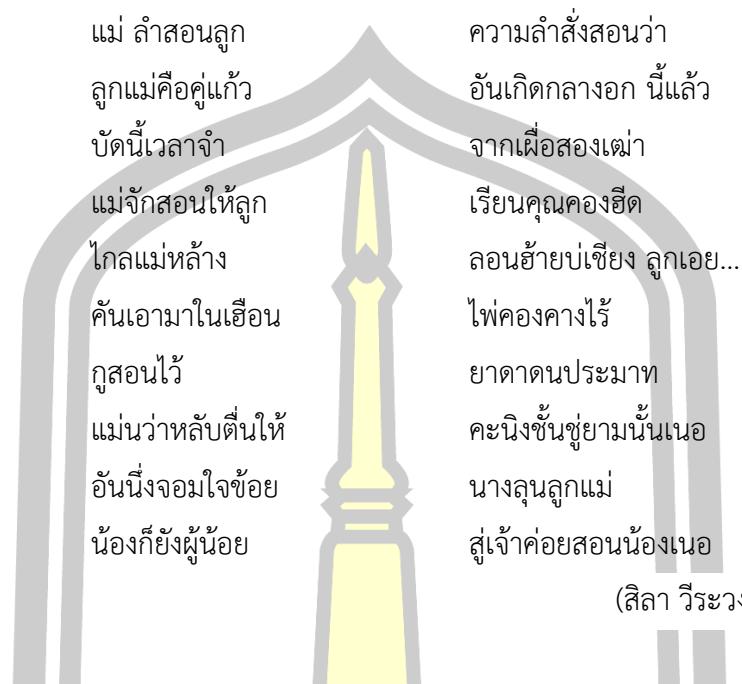 แม่ ลำสอนลูก ความลำสั่งสอนว่า
ลูกแม่คือคู่แก้ว อันเกิดกลางอก นี้แล้ว
บัดนี้เวลาจำ จากเผื่อสองเฒ่า
แม่จักสอนให้ลูก เรียนคุณคองฮีด
ไกลแม่หล้าง ลอนฮ้ายบ่เชียง ลูกเอย...
คันเอามาในเฮือน ไพ่คองคางไร้
กูสอนไว้ ยาดาดนประมาท
แม่นว่าหลับตื่นให้ คะนิงชั้นชู่ยามนั้นเนอ
อันนึ่งจอมใจข้อย นางลุนลูกแม่
น้องก็ยังผู้น้อย สู่เจ้าค่อยสอนน้องเนอ
(สิลา วีระวง